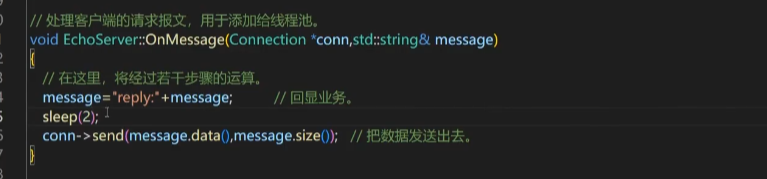 // 处理客户端的请求报文，用于添加给线程池。
void EchoServer::OnMessage(Connection *conn,std::string& message)
{
// 在这里，将经过若干步骤的运算。
message="reply:"+message; // 回显业务。
sleep(2);
conn->send(message.data(),message.size()); // 把数据发送出去。
}